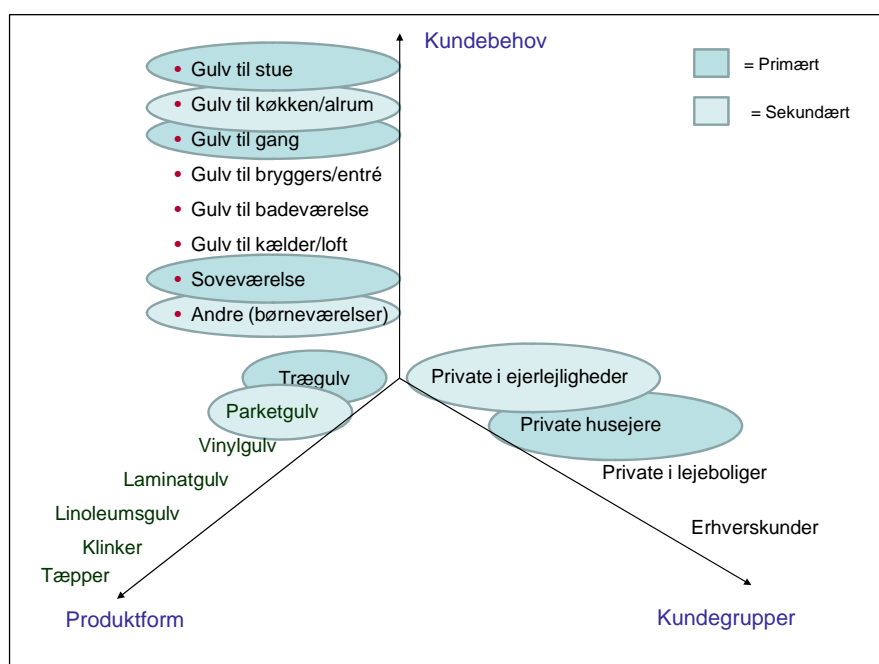 Kundebehov
= Primært
= Sekundært
• Gulv til stue
• Gulv til køkken/alrum
• Gulv til gang
• Gulv til bryggers/entré
• Gulv til badeværelse
• Gulv til kælder/loft
• Soveværelse
• Andre (børneværelser)
Trægulv
Parketgulv
Vinylgulv
Laminatgulv
Linoleumsgulv
Klinker
Tæpper
Produktform
Private i ejerlejligheder
Private husejere
Private i lejeboliger
Erhverskunder
Kundegrupper